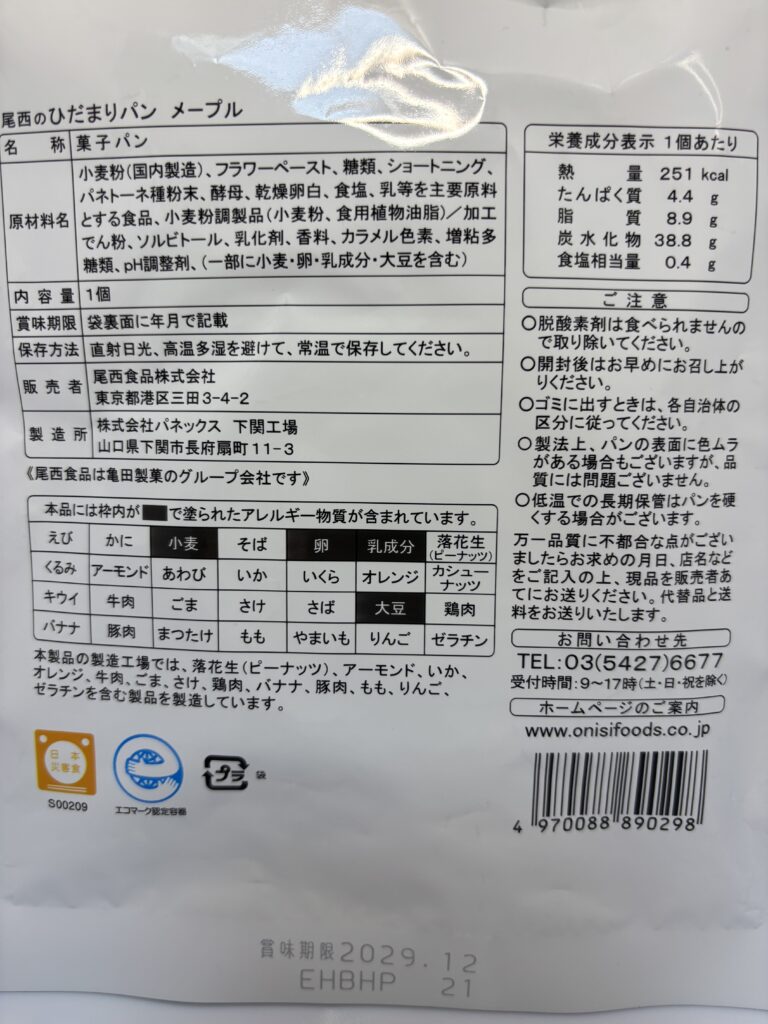 尾西のひだまりパン メープル
名称 菓子パン
原材料名 小麦粉(国内製造)、フラワーペースト、糖類、ショートニング、
パネトーネ種粉末、酵母、乾燥卵白、食塩、乳等を主要原料
とする食品、小麦粉調製品(小麦粉、食用植物油脂)/加工
でん粉、ソルビトール、乳化剤、香料、カラメル色素、増粘多
糖類、pH調整剤、(一部に小麦・卵・乳成分・大豆を含む)
内容量 1個
賞味期限 袋裏面に年月で記載
保存方法 直射日光、高温多湿を避けて、常温で保存してください。
販売者 尾西食品株式会社
東京都港区三田3-4-2
製造所 株式会社パネックス 下関工場
山口県下関市長府扇町11-3
《尾西食品は亀田製菓のグループ会社です》
本品には枠内が■で塗られたアレルギー物質が含まれています。
えび かに 小麦 そば 卵 乳成分 落花生(ピーナッツ)
くるみ アーモンド あわび いか いくら オレンジ カシューナッツ
キウイ 牛肉 ごま さけ さば 大豆 鶏肉
バナナ 豚肉 まつたけ もも やまいも りんご ゼラチン
本製品の製造工場では、落花生(ピーナッツ)、アーモンド、いか、
オレンジ、牛肉、ごま、さけ、鶏肉、バナナ、豚肉、もも、りんご、
ゼラチンを含む製品を製造しています。
日本
災害食
S00209
エコマーク認定容器
プラ 袋
栄養成分表示 1個あたり
熱量 251 kcal
たんぱく質 4.4 g
脂質 8.9 g
炭水化物 38.8 g
食塩相当量 0.4 g
ご注意
○脱酸素剤は食べられませんの
で取り除いてください。
○開封後はお早めにお召し上が
りください。
○ゴミに出すときは、各自治体の
区分に従ってください。
○製法上、パンの表面に色ムラ
がある場合もございますが、品
質には問題ございません。
○低温での長期保管はパンを硬
くする場合がございます。
万一品質に不都合な点がござい
ましたらお求めの月日、店名など
をご記入の上、現品を販売者あ
てにお送りください。代替品と送
料をお送りいたします。
お問い合わせ先
TEL:03(5427)6677
受付時間:9〜17時(土・日・祝を除く)
ホームページのご案内
www.onisifoods.co.jp
4 970088 890298
賞味期限 2029.12
EHBHP 21